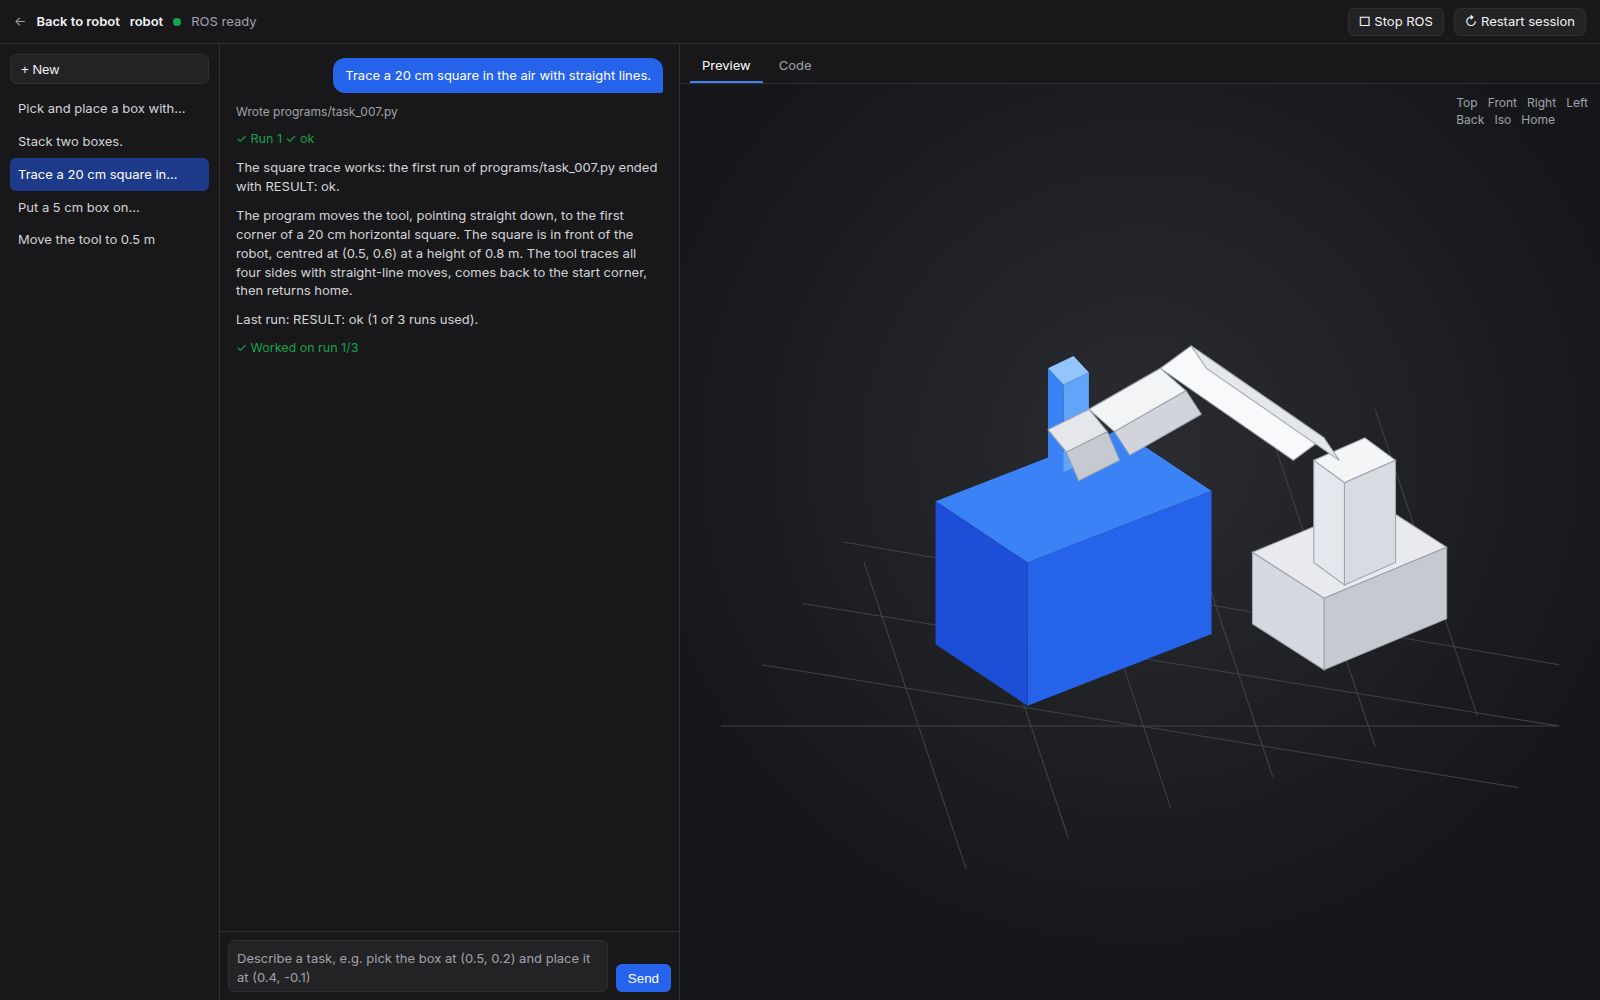 ← Back to robot robot ROS ready
Stop ROS
↻ Restart session
+ New
Pick and place a box with...
Stack two boxes.
Trace a 20 cm square in...
Put a 5 cm box on...
Move the tool to 0.5 m
Trace a 20 cm square in the air with straight lines.
Wrote programs/task_007.py
✓ Run 1 ✓ ok
The square trace works: the first run of programs/task_007.py ended
with RESULT: ok.
The program moves the tool, pointing straight down, to the first
corner of a 20 cm horizontal square. The square is in front of the
robot, centred at (0.5, 0.6) at a height of 0.8 m. The tool traces all
four sides with straight-line moves, comes back to the start corner,
then returns home.
Last run: RESULT: ok (1 of 3 runs used).
✓ Worked on run 1/3
Describe a task, e.g. pick the box at (0.5, 0.2) and place it
at (0.4, -0.1)
Send
Preview Code
Top Front Right Left
Back Iso Home